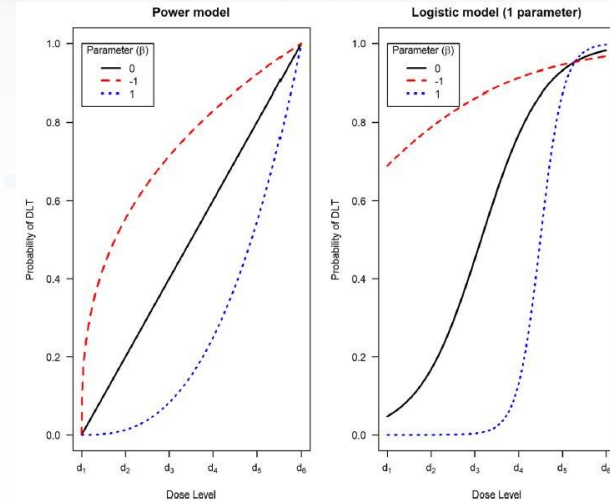 Power model
Parameter (β)
0
-1
1
Probability of DLT
1.0
0.8
0.6
0.4
0.2
0.0
d1 d2 d3 d4 d5 d6
Dose Level
Logistic model (1 parameter)
Parameter (β)
0
-1
1
Probability of DLT
1.0
0.8
0.6
0.4
0.2
0.0
d1 d2 d3 d4 d5 d6
Dose Level